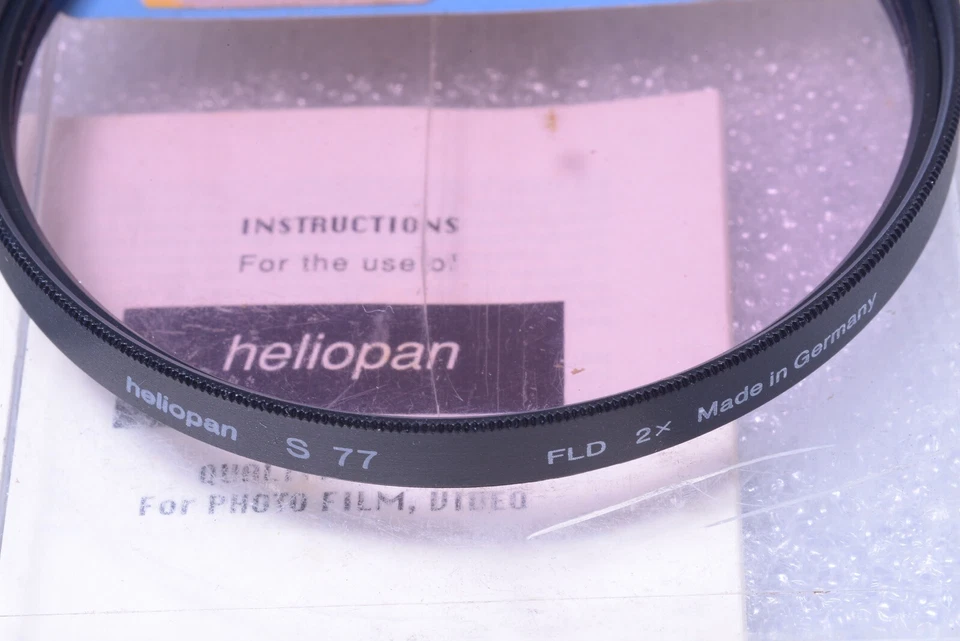 INSTRUCTIONS
For the use of
heliopan
heliopan S 77 FLD 2x Made in Germany
For PHOTO FILM, VIDEO